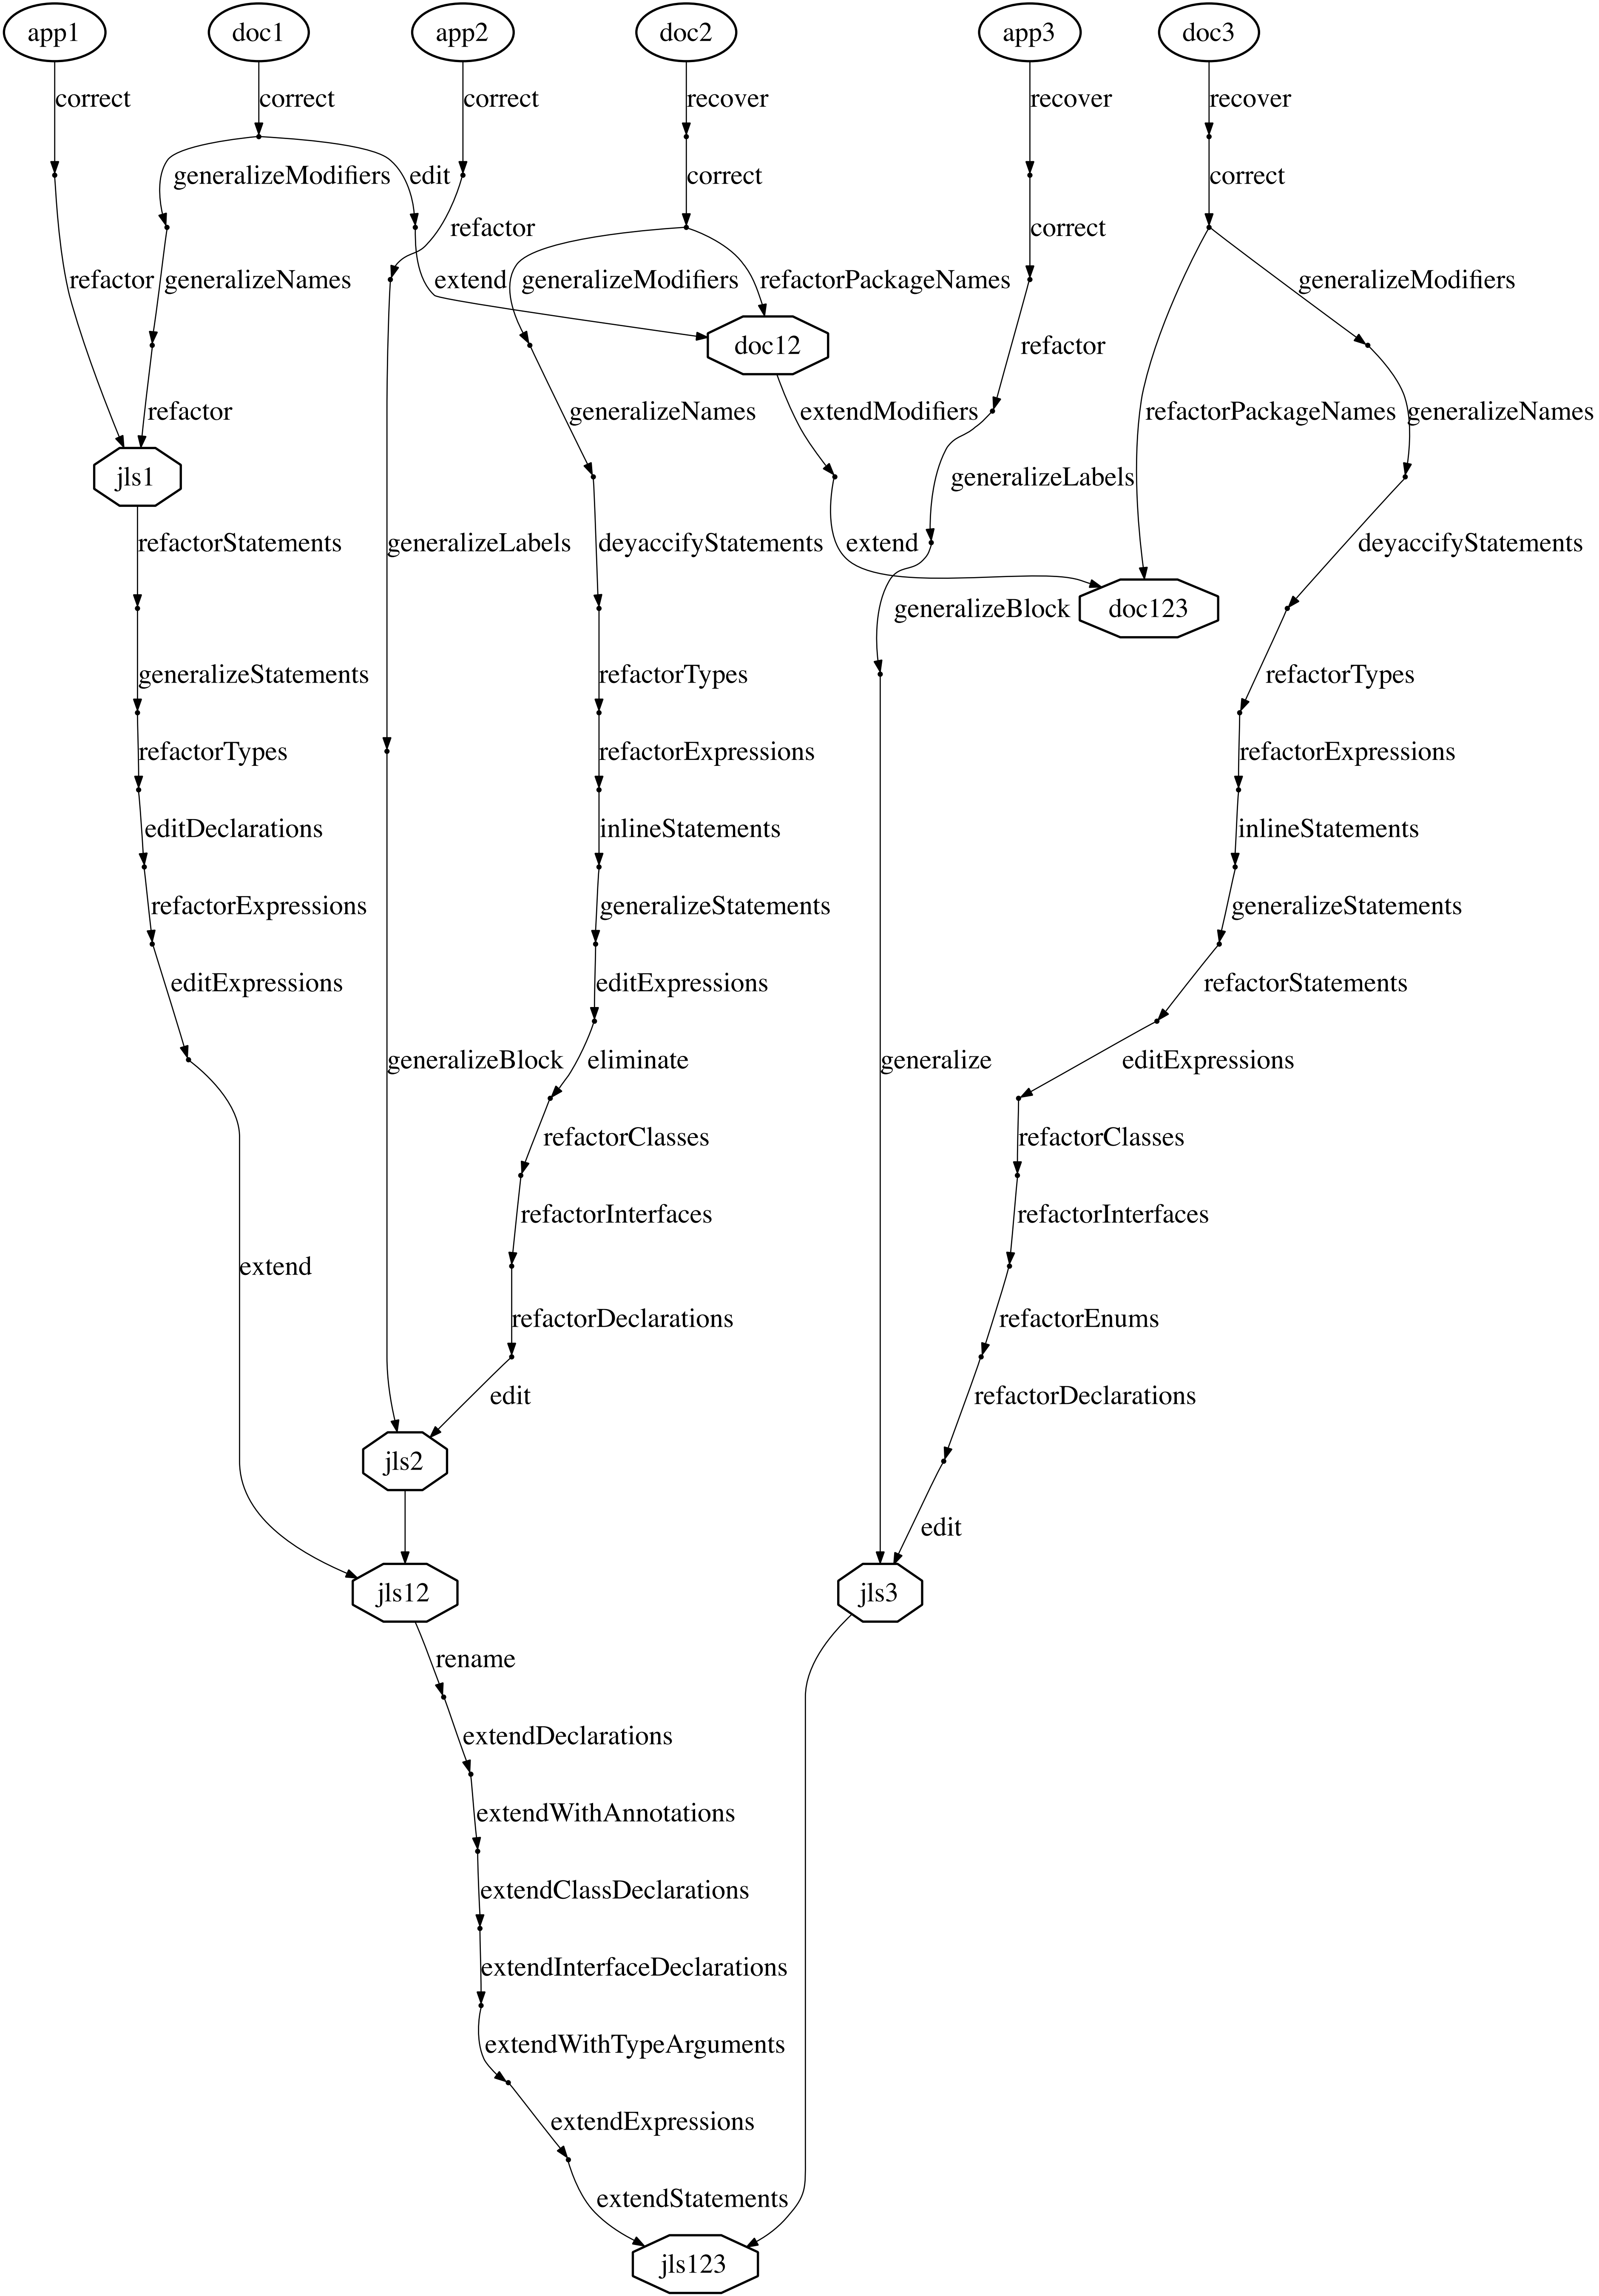 app1 doc1 app2 doc2 app3 doc3
correct correct correct recover recover recover
generalizeModifiers edit correct correct
refactor correct
refactor generalizeNames extend generalizeModifiers refactorPackageNames generalizeModifiers
doc12 refactor
refactor generalizeNames extendModifiers refactorPackageNames generalizeNames
jls1 generalizeLabels
refactorStatements generalizeLabels deyaccifyStatements extend deyaccifyStatements
generalizeBlock doc123
generalizeStatements refactorTypes refactorTypes
refactorTypes refactorExpressions refactorExpressions
editDeclarations inlineStatements inlineStatements
refactorExpressions generalizeStatements generalizeStatements
editExpressions editExpressions refactorStatements
generalizeBlock eliminate generalize editExpressions
refactorClasses refactorClasses
refactorInterfaces refactorInterfaces
extend
refactorDeclarations refactorEnums
edit refactorDeclarations
jls2
edit
jls12 jls3
rename
extendDeclarations
extendWithAnnotations
extendClassDeclarations
extendInterfaceDeclarations
extendWithTypeArguments
extendExpressions
extendStatements
jls123